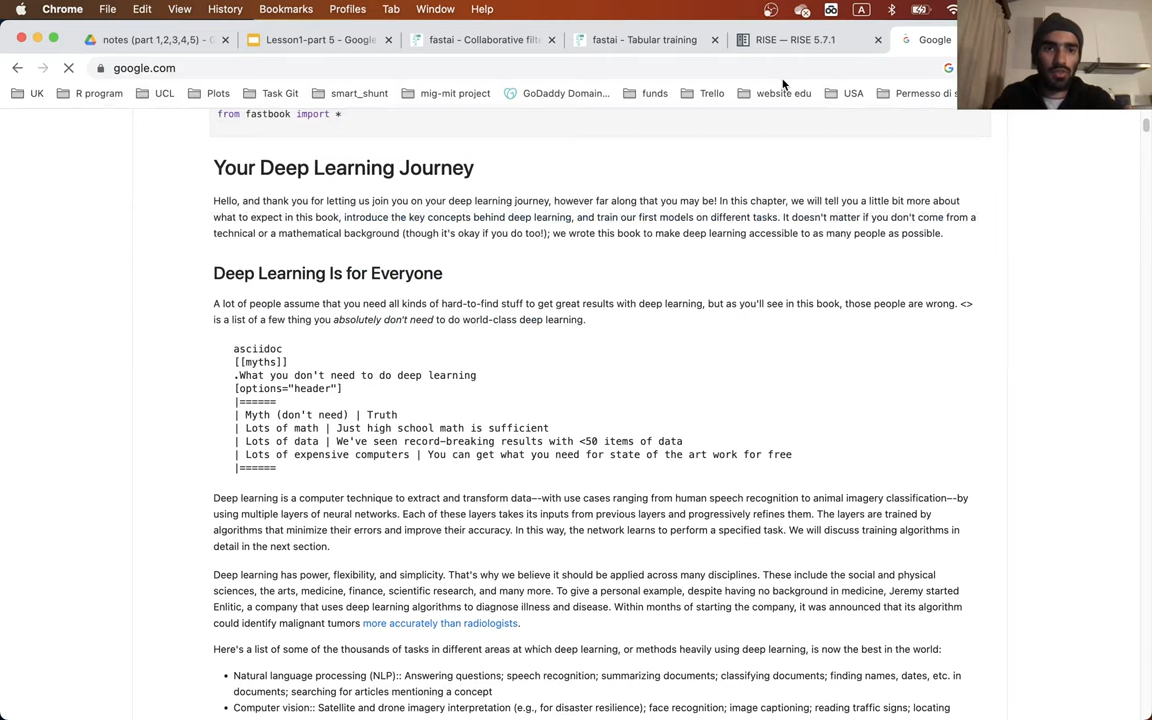 Chrome File Edit View History Bookmarks Profiles Tab Window Help A
notes (part 1,2,3,4,5) - G Lesson1-part 5 - Google fastai - Collaborative filt fastai - Tabular training RISE — RISE 5.7.1 Google
google.com
UK R program UCL Plots Task Git smart_shunt mig-mit project GoDaddy Domain... funds Trello website edu USA Permesso di s
from fastbook import *
Your Deep Learning Journey
Hello, and thank you for letting us join you on your deep learning journey, however far along that you may be! In this chapter, we will tell you a little bit more about
what to expect in this book, introduce the key concepts behind deep learning, and train our first models on different tasks. It doesn't matter if you don't come from a
technical or a mathematical background (though it's okay if you do too!); we wrote this book to make deep learning accessible to as many people as possible.
Deep Learning Is for Everyone
A lot of people assume that you need all kinds of hard-to-find stuff to get great results with deep learning, but as you'll see in this book, those people are wrong. <>
is a list of a few thing you absolutely don't need to do world-class deep learning.
asciidoc
[[myths]]
.What you don't need to do deep learning
[options="header"]
|======
| Myth (don't need) | Truth
| Lots of math | Just high school math is sufficient
| Lots of data | We've seen record-breaking results with <50 items of data
| Lots of expensive computers | You can get what you need for state of the art work for free
|======
Deep learning is a computer technique to extract and transform data–-with use cases ranging from human speech recognition to animal imagery classification–-by
using multiple layers of neural networks. Each of these layers takes its inputs from previous layers and progressively refines them. The layers are trained by
algorithms that minimize their errors and improve their accuracy. In this way, the network learns to perform a specified task. We will discuss training algorithms in
detail in the next section.
Deep learning has power, flexibility, and simplicity. That's why we believe it should be applied across many disciplines. These include the social and physical
sciences, the arts, medicine, finance, scientific research, and many more. To give a personal example, despite having no background in medicine, Jeremy started
Enlitic, a company that uses deep learning algorithms to diagnose illness and disease. Within months of starting the company, it was announced that its algorithm
could identify malignant tumors more accurately than radiologists.
Here's a list of some of the thousands of tasks in different areas at which deep learning, or methods heavily using deep learning, is now the best in the world:
• Natural language processing (NLP):: Answering questions; speech recognition; summarizing documents; classifying documents; finding names, dates, etc. in
documents; searching for articles mentioning a concept
• Computer vision:: Satellite and drone imagery interpretation (e.g., for disaster resilience); face recognition; image captioning; reading traffic signs; locating